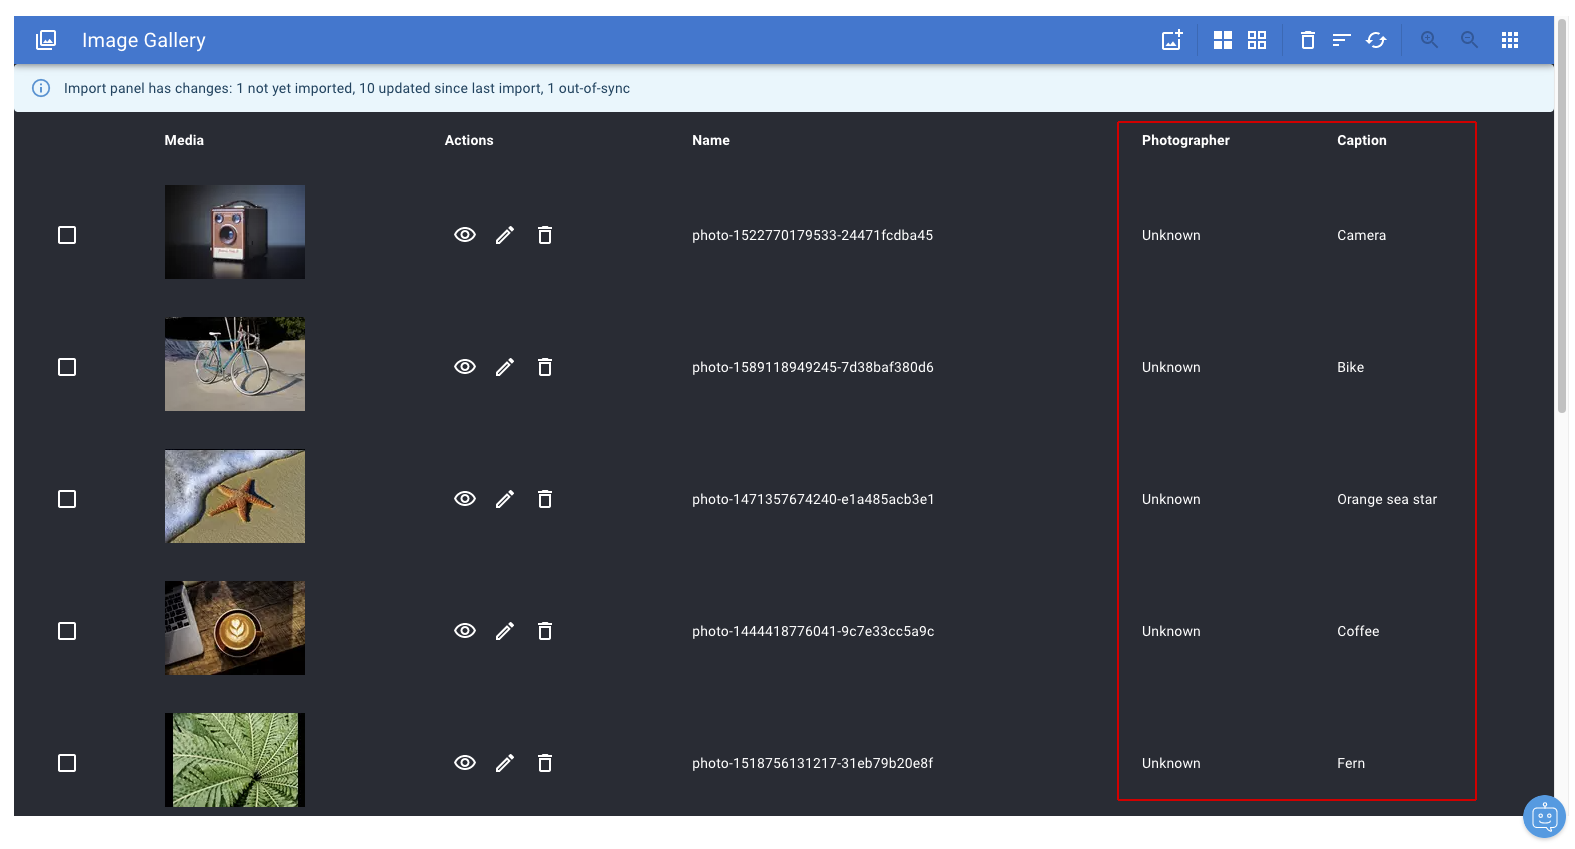 Image Gallery
Import panel has changes: 1 not yet imported, 10 updated since last import, 1 out-of-sync
Media Actions Name Photographer Caption
photo-1522770179533-24471fcdba45 Unknown Camera
photo-1589118949245-7d38baf380d6 Unknown Bike
photo-1471357674240-e1a485acb3e1 Unknown Orange sea star
photo-1444418776041-9c7e33cc5a9c Unknown Coffee
photo-1518756131217-31eb79b20e8f Unknown Fern